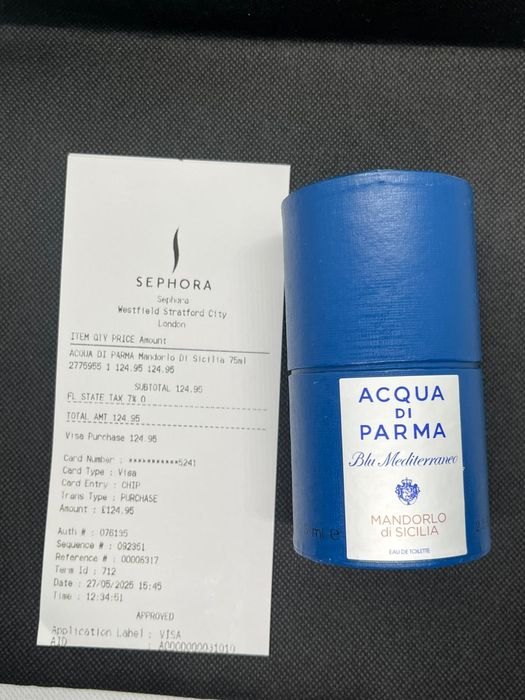 SEPHORA
Sephora
Westfield Stratford City
London
ITEM QTY PRICE Amount
ACQUA DI PARMA Mandorlo Di Sicilia 75ml
2776955 1 124.95 124.95
SUBTOTAL 124.95
FL STATE TAX 7% 0
TOTAL AMT 124.95
Visa Purchase 124.95
Card Number : **********5241
Card Type : Visa
Card Entry : CHIP
Trans Type : PURCHASE
Amount : £124.95
Auth # : 076135
Sequence # : 092351
Reference # : 00006317
Term Id : 712
Date : 27/05/2025 15:45
Time : 12:34:51
APPROVED
Application Label : VISA
AID : A0000000031010
ACQUA
DI
PARMA
Blu Mediterraneo
MANDORLO
di SICILIA
EAU DE TOILETTE
ml e